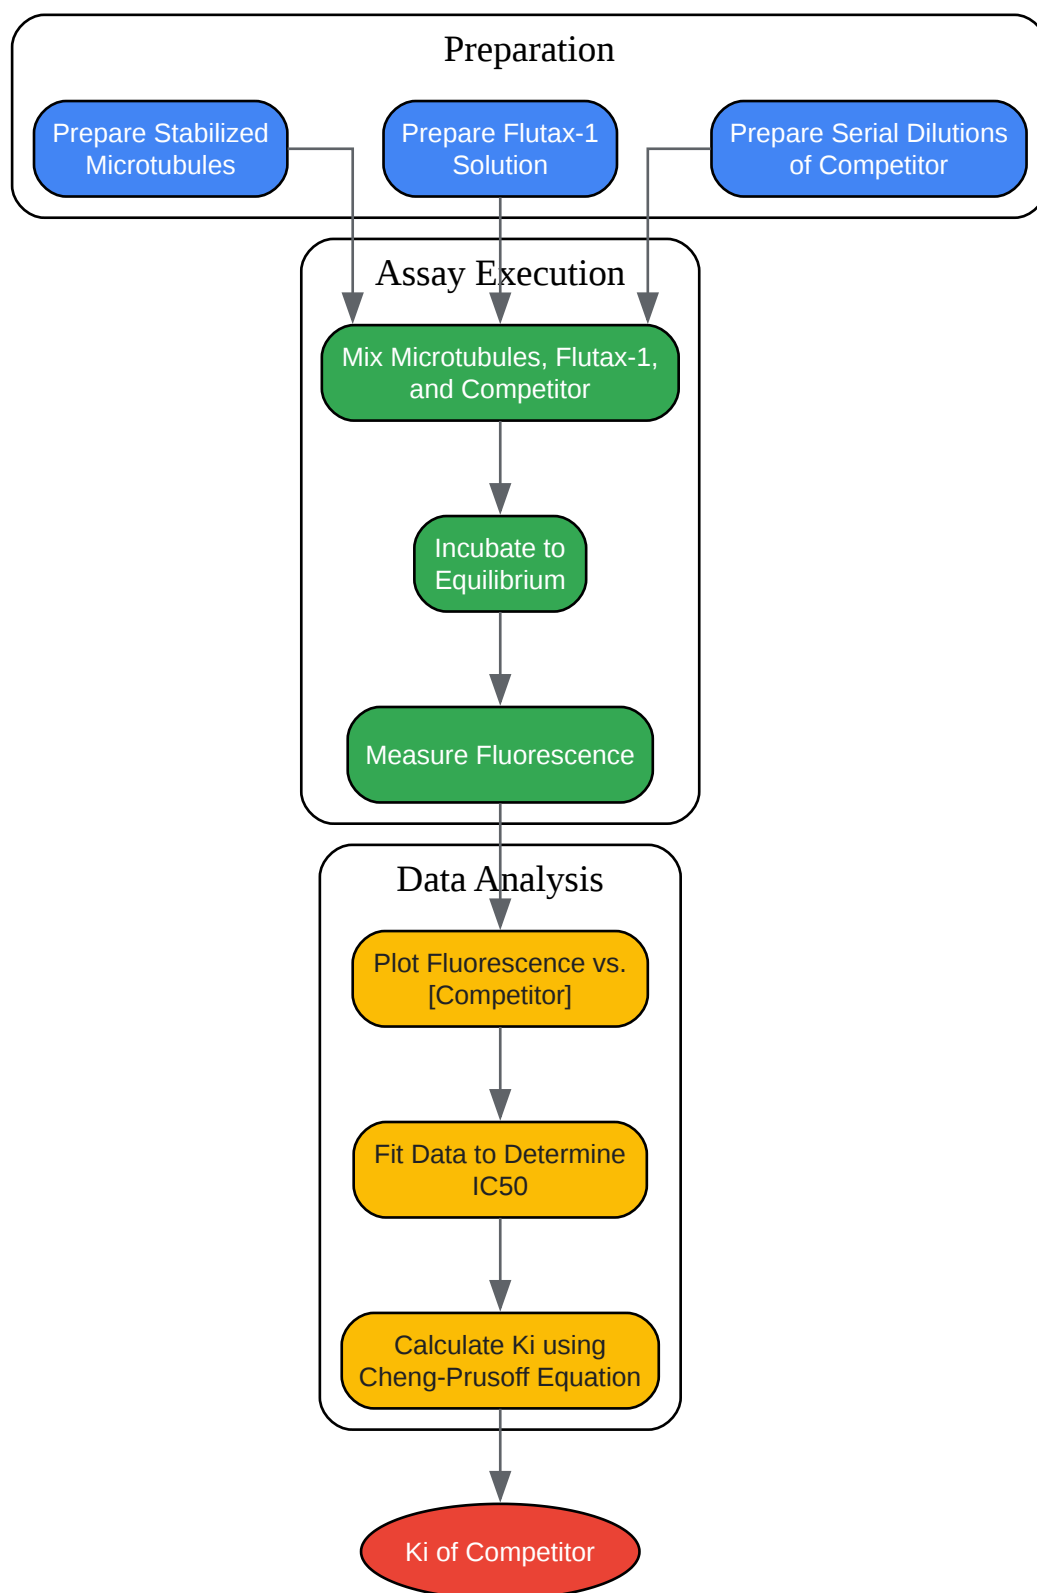 Preparation
Prepare Stabilized
Microtubules
Prepare Flutax-1
Solution
Prepare Serial Dilutions
of Competitor
Assay Execution
Mix Microtubules, Flutax-1,
and Competitor
Incubate to
Equilibrium
Measure Fluorescence
Data Analysis
Plot Fluorescence vs.
[Competitor]
Fit Data to Determine
IC50
Calculate Ki using
Cheng-Prusoff Equation
Ki of Competitor